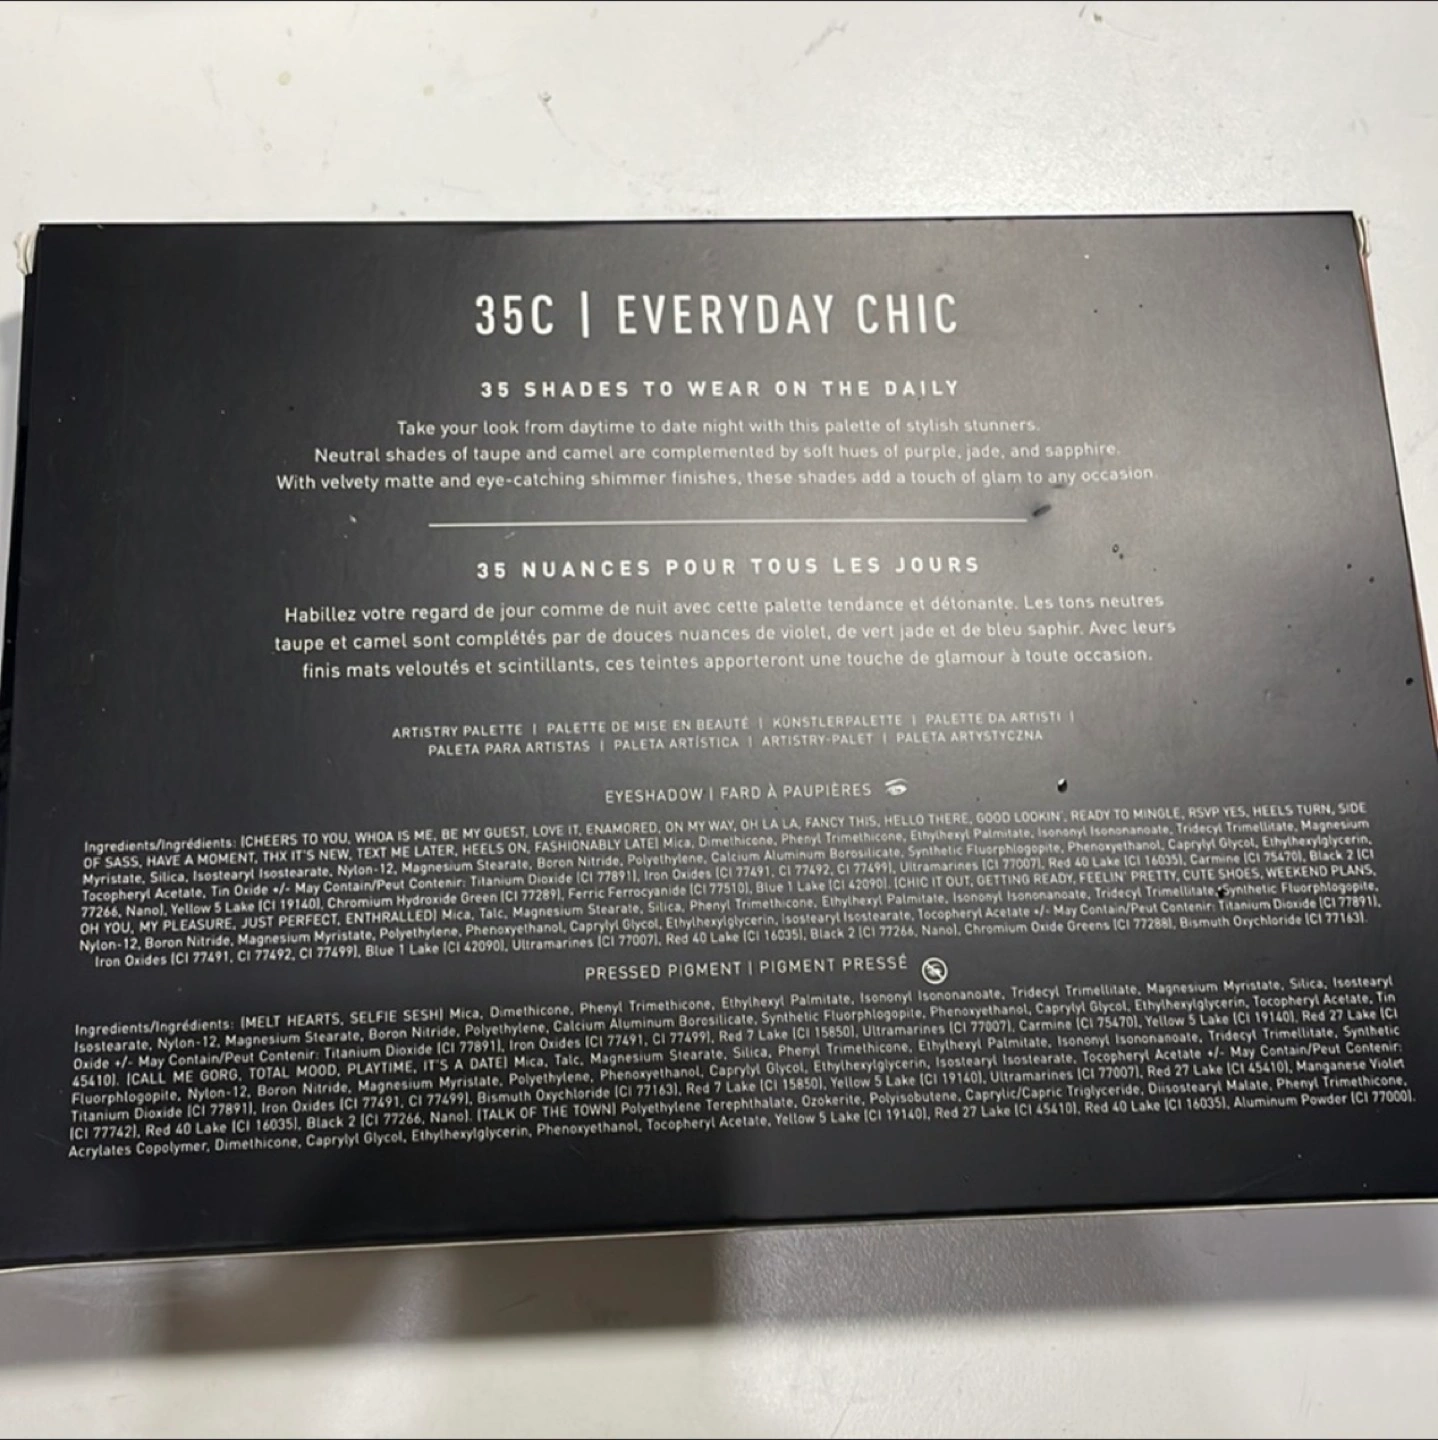 35C | EVERYDAY CHIC
35 SHADES TO WEAR ON THE DAILY
Take your look from daytime to date night with this palette of stylish stunners.
Neutral shades of taupe and camel are complemented by soft hues of purple, jade, and sapphire.
With velvety matte and eye-catching shimmer finishes, these shades add a touch of glam to any occasion.
35 NUANCES POUR TOUS LES JOURS
Habillez votre regard de jour comme de nuit avec cette palette tendance et détonante. Les tons neutres
taupe et camel sont complétés par de douces nuances de violet, de vert jade et de bleu saphir. Avec leurs
finis mats veloutés et scintillants, ces teintes apporteront une touche de glamour à toute occasion.
ARTISTRY PALETTE | PALETTE DE MISE EN BEAUTÉ | KÜNSTLERPALETTE | PALETTE DA ARTISTI |
PALETA PARA ARTISTAS | PALETA ARTÍSTICA | ARTISTRY-PALET | PALETA ARTYSTYCZNA
EYESHADOW | FARD À PAUPIÈRES
Ingredients/Ingrédients: [CHEERS TO YOU, WHOA IS ME, BE MY GUEST, LOVE IT, ENAMORED, ON MY WAY, OH LA LA, FANCY THIS, HELLO THERE, GOOD LOOKIN', READY TO MINGLE, RSVP YES, HEELS TURN, SIDE
OF SASS, HAVE A MOMENT, THX IT'S NEW, TEXT ME LATER, HEELS ON, FASHIONABLY LATE] Mica, Dimethicone, Phenyl Trimethicone, Ethylhexyl Palmitate, Isononyl Isononanoate, Tridecyl Trimellitate, Magnesium
Myristate, Silica, Isostearyl Isostearate, Nylon-12, Magnesium Stearate, Boron Nitride, Polyethylene, Calcium Aluminum Borosilicate, Synthetic Fluorphlogopite, Phenoxyethanol, Caprylyl Glycol, Ethylhexylglycerin,
Tocopheryl Acetate, Tin Oxide +/- May Contain/Peut Contenir: Titanium Dioxide [CI 77891], Iron Oxides [CI 77491, CI 77492, CI 77499], Ultramarines [CI 77007], Red 40 Lake [CI 16035], Carmine [CI 75470], Black 2 [CI
77266, Nano], Yellow 5 Lake [CI 19140], Chromium Hydroxide Green [CI 77289], Ferric Ferrocyanide [CI 77510], Blue 1 Lake [CI 42090]. [CHIC IT OUT, GETTING READY, FEELIN' PRETTY, CUTE SHOES, WEEKEND PLANS,
OH YOU, MY PLEASURE, JUST PERFECT, ENTHRALLED] Mica, Talc, Magnesium Stearate, Silica, Phenyl Trimethicone, Ethylhexyl Palmitate, Isononyl Isononanoate, Tridecyl Trimellitate, Synthetic Fluorphlogopite,
Nylon-12, Boron Nitride, Magnesium Myristate, Polyethylene, Phenoxyethanol, Caprylyl Glycol, Ethylhexylglycerin, Isostearyl Isostearate, Tocopheryl Acetate +/- May Contain/Peut Contenir: Titanium Dioxide [CI 77891],
Iron Oxides [CI 77491, CI 77492, CI 77499], Blue 1 Lake [CI 42090], Ultramarines [CI 77007], Red 40 Lake [CI 16035], Black 2 [CI 77266, Nano], Chromium Oxide Greens [CI 77288], Bismuth Oxychloride [CI 77163].
PRESSED PIGMENT | PIGMENT PRESSÉ
Ingredients/Ingrédients: [MELT HEARTS, SELFIE SESH] Mica, Dimethicone, Phenyl Trimethicone, Ethylhexyl Palmitate, Isononyl Isononanoate, Tridecyl Trimellitate, Magnesium Myristate, Silica, Isostearyl
Isostearate, Nylon-12, Magnesium Stearate, Boron Nitride, Polyethylene, Calcium Aluminum Borosilicate, Synthetic Fluorphlogopite, Phenoxyethanol, Caprylyl Glycol, Ethylhexylglycerin, Tocopheryl Acetate, Tin
Oxide +/- May Contain/Peut Contenir: Titanium Dioxide [CI 77891], Iron Oxides [CI 77491, CI 77499], Red 7 Lake [CI 15850], Ultramarines [CI 77007], Carmine [CI 75470], Yellow 5 Lake [CI 19140], Red 27 Lake [CI
45410]. [CALL ME GORG, TOTAL MOOD, PLAYTIME, IT'S A DATE] Mica, Talc, Magnesium Stearate, Silica, Phenyl Trimethicone, Ethylhexyl Palmitate, Isononyl Isononanoate, Tridecyl Trimellitate, Synthetic
Fluorphlogopite, Nylon-12, Boron Nitride, Magnesium Myristate, Polyethylene, Phenoxyethanol, Caprylyl Glycol, Ethylhexylglycerin, Isostearyl Isostearate, Tocopheryl Acetate +/- May Contain/Peut Contenir:
Titanium Dioxide [CI 77891], Iron Oxides [CI 77491, CI 77499], Bismuth Oxychloride [CI 77163], Red 7 Lake [CI 15850], Yellow 5 Lake [CI 19140], Ultramarines [CI 77007], Red 27 Lake [CI 45410], Manganese Violet
[CI 77742], Red 40 Lake [CI 16035], Black 2 [CI 77266, Nano]. [TALK OF THE TOWN] Polyethylene Terephthalate, Ozokerite, Polyisobutene, Caprylic/Capric Triglyceride, Diisostearyl Malate, Phenyl Trimethicone,
Acrylates Copolymer, Dimethicone, Caprylyl Glycol, Ethylhexylglycerin, Phenoxyethanol, Tocopheryl Acetate, Yellow 5 Lake [CI 19140], Red 27 Lake [CI 45410], Red 40 Lake [CI 16035], Aluminum Powder [CI 77000].